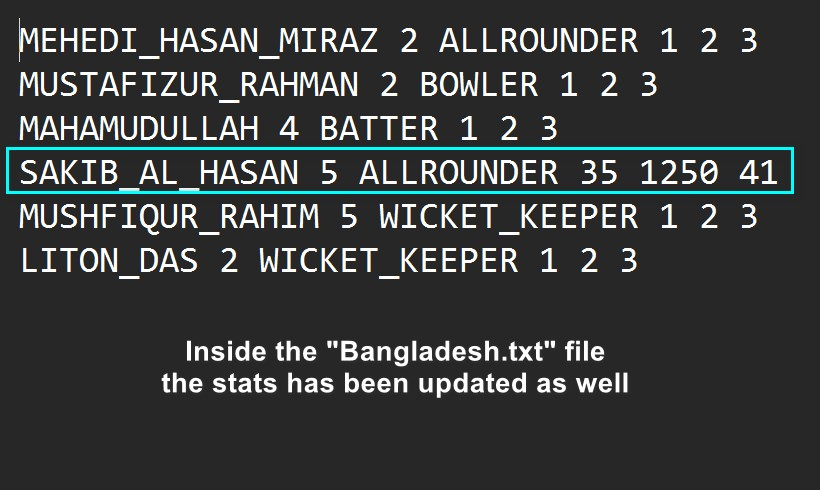 MEHEDI_HASAN_MIRAZ 2 ALLROUNDER 1 2 3
MUSTAFIZUR_RAHMAN 2 BOWLER 1 2 3
MAHAMUDULLAH 4 BATTER 1 2 3
SAKIB_AL_HASAN 5 ALLROUNDER 35 1250 41
MUSHFIQUR_RAHIM 5 WICKET_KEEPER 1 2 3
LITON_DAS 2 WICKET_KEEPER 1 2 3
Inside the "Bangladesh.txt" file
the stats has been updated as well